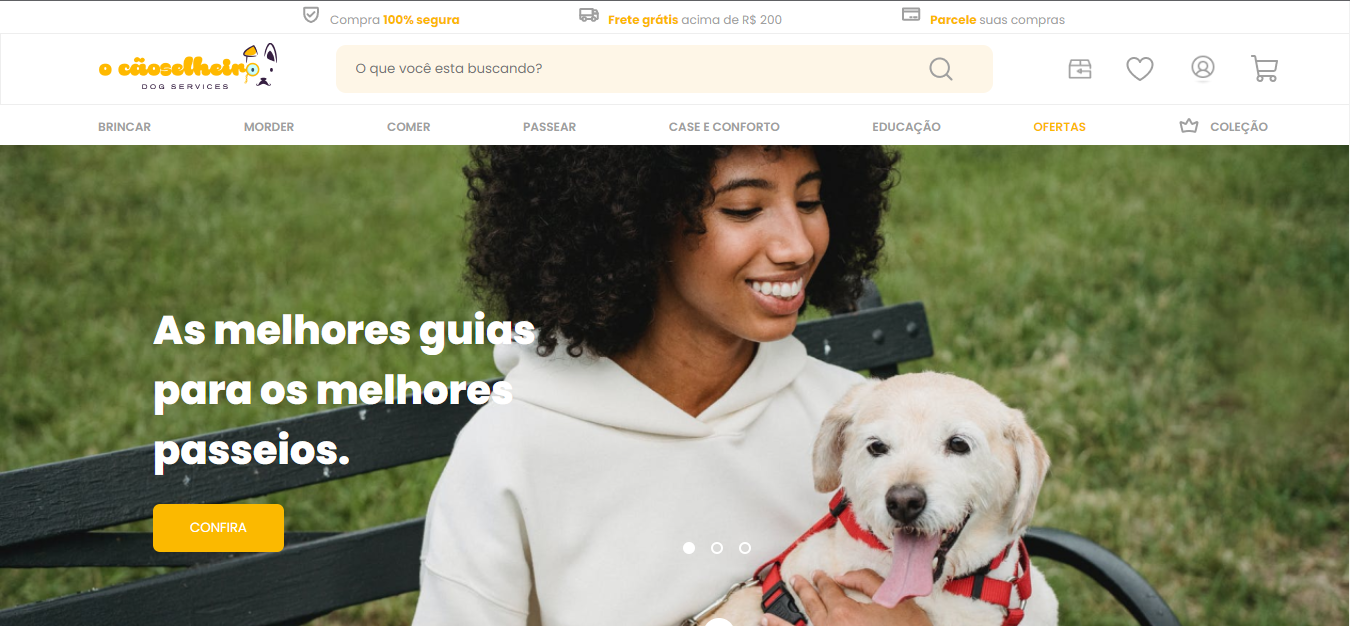 Compra 100% segura
Frete grátis acima de R$ 200
Parcele suas compras
o cãoselheiro
DOG SERVICES
O que você esta buscando?
BRINCAR
MORDER
COMER
PASSEAR
CASE E CONFORTO
EDUCAÇÃO
OFERTAS
COLEÇÃO
As melhores guias
para os melhores
passeios.
CONFIRA